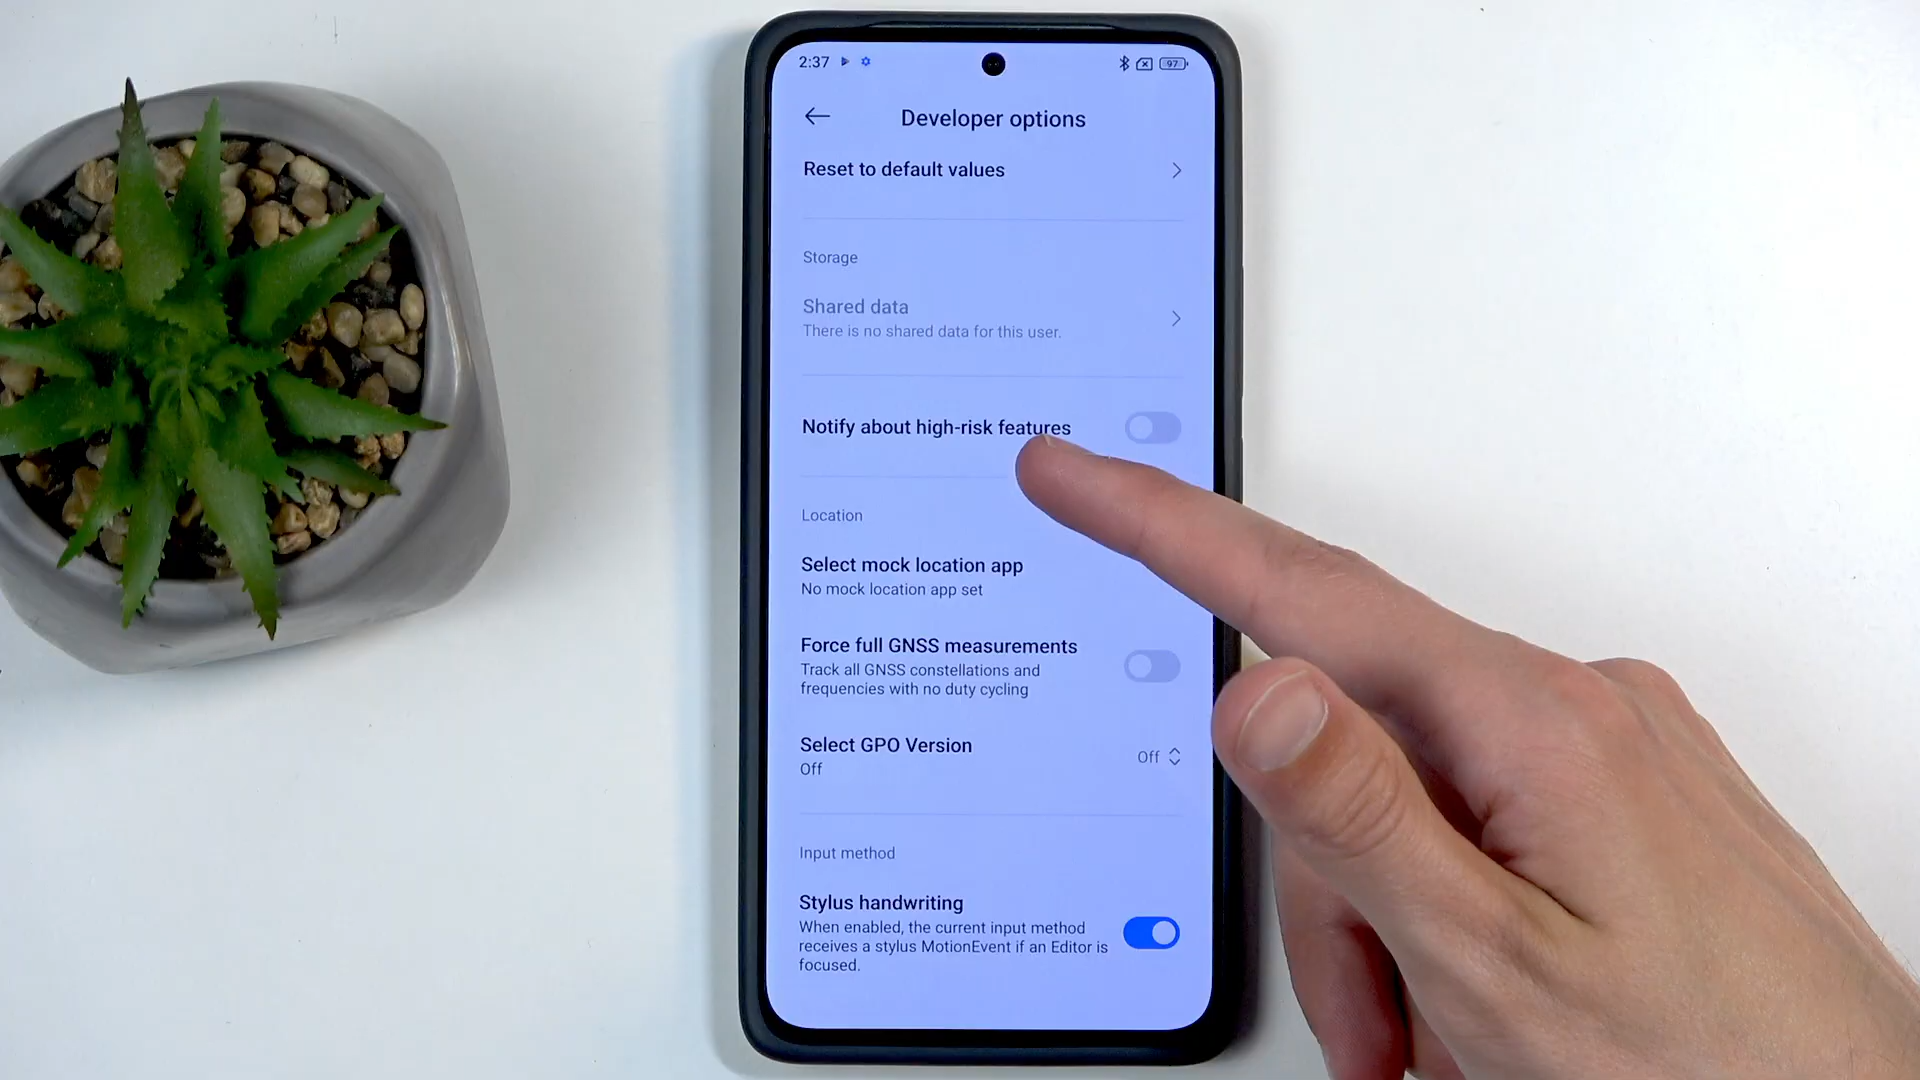 2:37
97
Developer options
Reset to default values
Storage
Shared data
There is no shared data for this user.
Notify about high-risk features
Location
Select mock location app
No mock location app set
Force full GNSS measurements
Track all GNSS constellations and
frequencies with no duty cycling
Select GPO Version
Off
Off
Input method
Stylus handwriting
When enabled, the current input method
receives a stylus MotionEvent if an Editor is
focused.